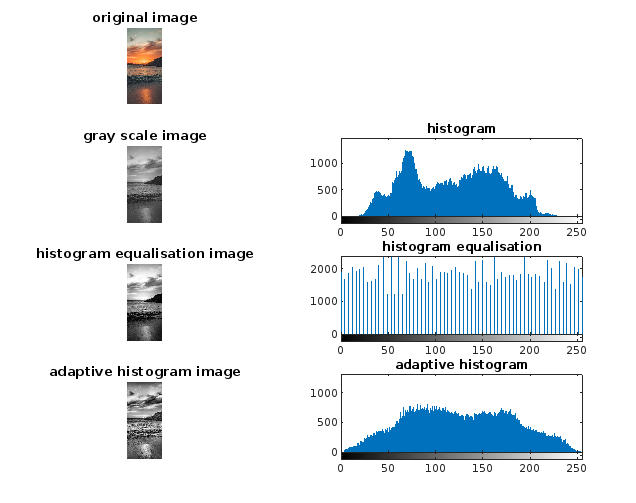 original image
gray scale image
histogram
1000
500
0
0 50 100 150 200 250
histogram equalisation image
histogram equalisation
2000
1000
0
0 50 100 150 200 250
adaptive histogram image
adaptive histogram
1000
500
0
0 50 100 150 200 250